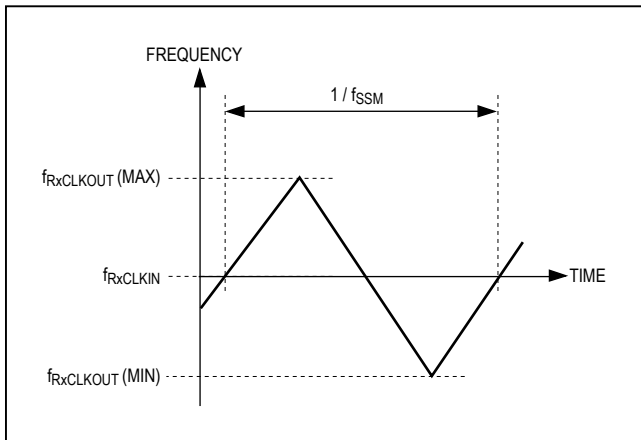 FREQUENCY
1 / fSSM
fRxCLKOUT (MAX)
fRxCLKIN
TIME
fRxCLKOUT (MIN)